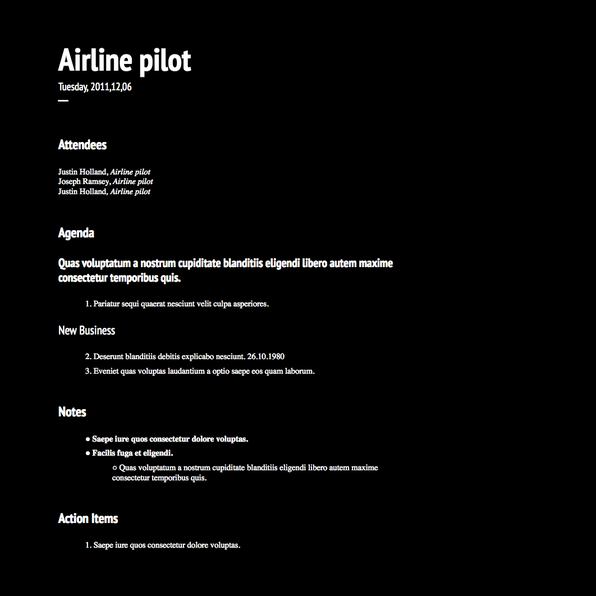 Airline pilot
Tuesday, 2011,12,06
Attendees
Justin Holland, Airline pilot
Joseph Ramsey, Airline pilot
Justin Holland, Airline pilot
Agenda
Quas voluptatum a nostrum cupiditate blanditiis eligendi libero autem maxime
consectetur temporibus quis.
1. Pariatur sequi quaerat nesciunt velit culpa asperiores.
New Business
2. Deserunt blanditiis debitis explicabo nesciunt. 26.10.1980
3. Eveniet quas voluptas laudantium a optio saepe eos quam laborum.
Notes
● Saepe iure quos consectetur dolore voluptas.
● Facilis fuga et eligendi.
○ Quas voluptatum a nostrum cupiditate blanditiis eligendi libero autem maxime
consectetur temporibus quis.
Action Items
1. Saepe iure quos consectetur dolore voluptas.